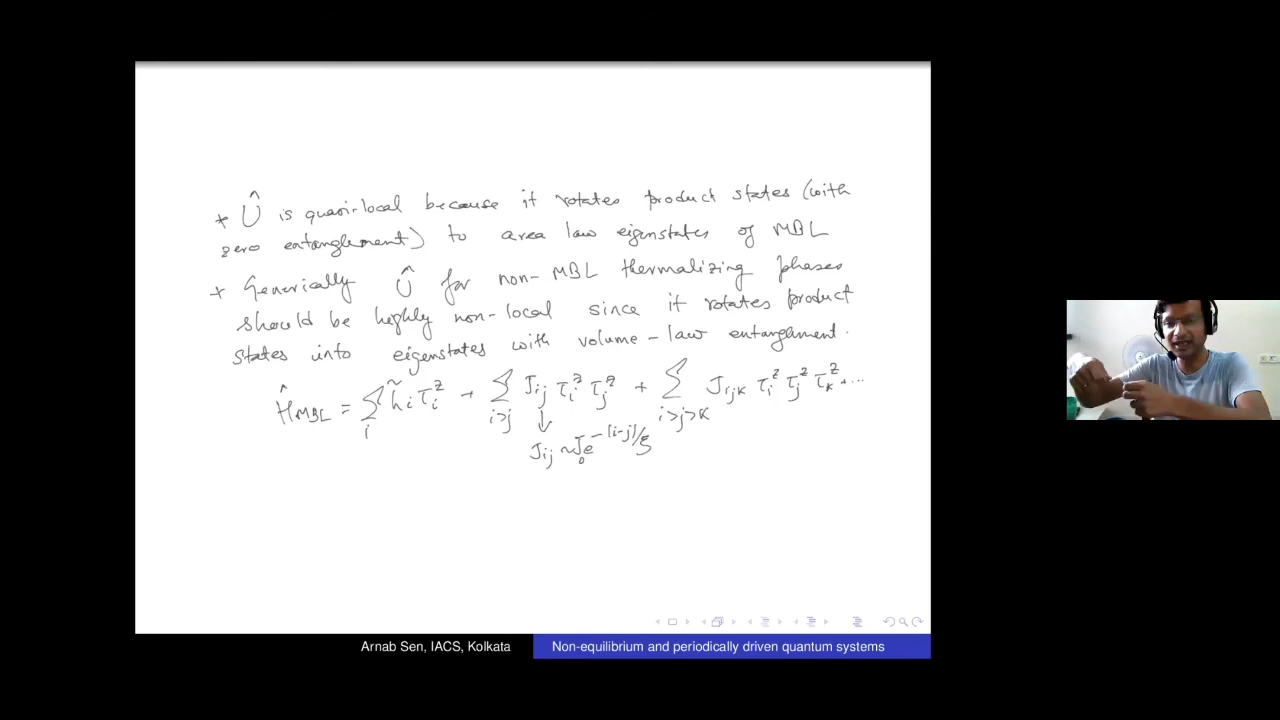 * Û is quasi-local because it rotates product states (with
zero entanglement) to area law eigenstates of MBL
* Generically Û for non-MBL thermalizing phases
should be highly non-local since it rotates product
states into eigenstates with volume-law entanglment.
Ĥ_MBL = Σ_i h̃_i τ_i^z + Σ_{i>j} J_ij τ_i^z τ_j^z + Σ_{i>j>k} J_ijk τ_i^z τ_j^z τ_k^z + ...
↓
J_ij ~ J_0 e^{-|i-j|/ξ}
Arnab Sen, IACS, Kolkata
Non-equilibrium and periodically driven quantum systems